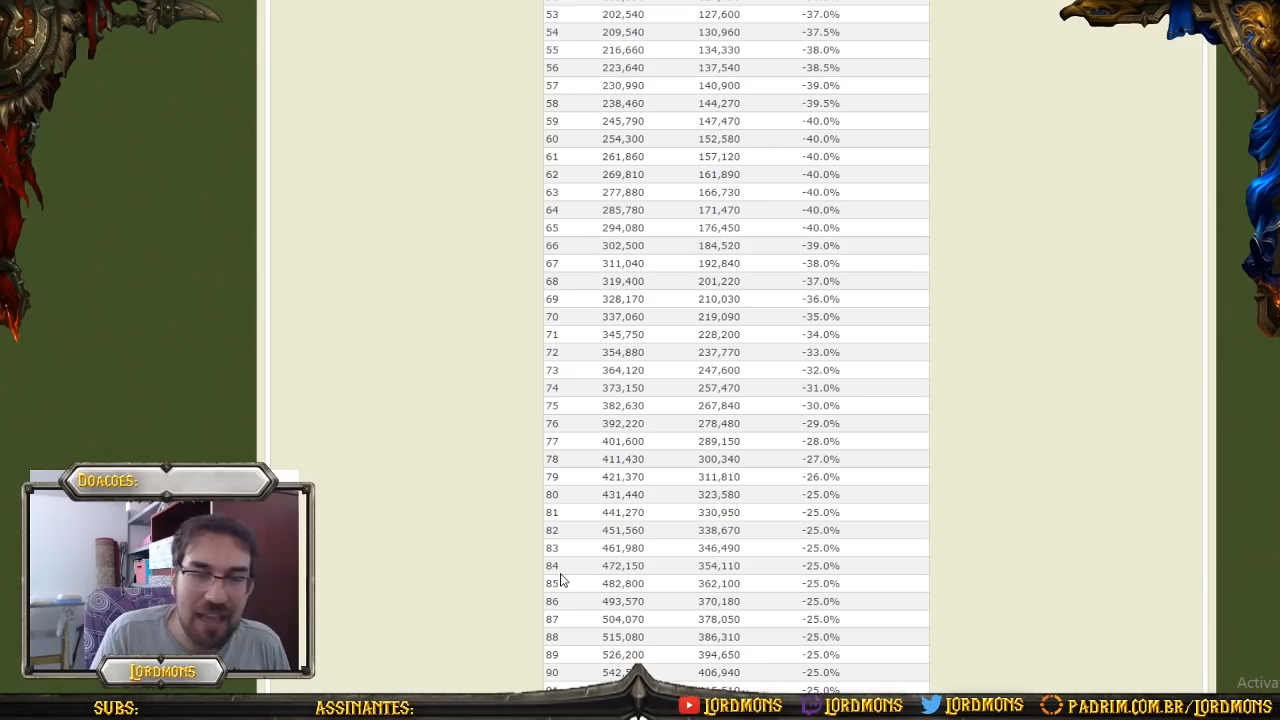 53 202,540 127,600 -37.0%
54 209,540 130,960 -37.5%
55 216,660 134,330 -38.0%
56 223,640 137,540 -38.5%
57 230,990 140,900 -39.0%
58 238,460 144,270 -39.5%
59 245,790 147,470 -40.0%
60 254,300 152,580 -40.0%
61 261,860 157,120 -40.0%
62 269,810 161,890 -40.0%
63 277,880 166,730 -40.0%
64 285,780 171,470 -40.0%
65 294,080 176,450 -40.0%
66 302,500 184,520 -39.0%
67 311,040 192,840 -38.0%
68 319,400 201,220 -37.0%
69 328,170 210,030 -36.0%
70 337,060 219,090 -35.0%
71 345,750 228,200 -34.0%
72 354,880 237,770 -33.0%
73 364,120 247,600 -32.0%
74 373,150 257,470 -31.0%
75 382,630 267,840 -30.0%
76 392,220 278,480 -29.0%
77 401,600 289,150 -28.0%
78 411,430 300,340 -27.0%
79 421,370 311,810 -26.0%
80 431,440 323,580 -25.0%
81 441,270 330,950 -25.0%
82 451,560 338,670 -25.0%
83 461,980 346,490 -25.0%
84 472,150 354,110 -25.0%
85 482,800 362,100 -25.0%
86 493,570 370,180 -25.0%
87 504,070 378,050 -25.0%
88 515,080 386,310 -25.0%
89 526,200 394,650 -25.0%
90 406,940 -25.0%
-25.0%
Doacoes:
Lordmons
Activa
SUBS: ASSINANTES: LORDMONS LORDMONS LORDMONS PADRIM.COM.BR/LORDMONS